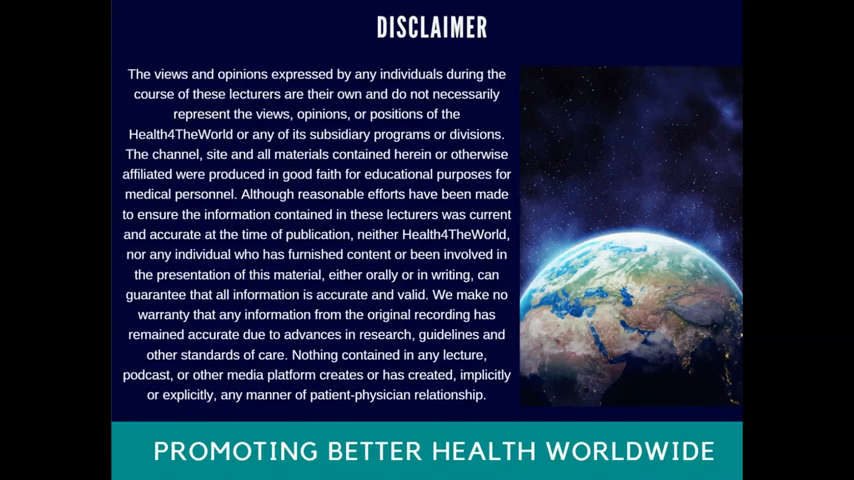 DISCLAIMER
The views and opinions expressed by any individuals during the
course of these lecturers are their own and do not necessarily
represent the views, opinions, or positions of the
Health4TheWorld or any of its subsidiary programs or divisions.
The channel, site and all materials contained herein or otherwise
affiliated were produced in good faith for educational purposes for
medical personnel. Although reasonable efforts have been made
to ensure the information contained in these lecturers was current
and accurate at the time of publication, neither Health4TheWorld,
nor any individual who has furnished content or been involved in
the presentation of this material, either orally or in writing, can
guarantee that all information is accurate and valid. We make no
warranty that any information from the original recording has
remained accurate due to advances in research, guidelines and
other standards of care. Nothing contained in any lecture,
podcast, or other media platform creates or has created, implicitly
or explicitly, any manner of patient-physician relationship.
PROMOTING BETTER HEALTH WORLDWIDE